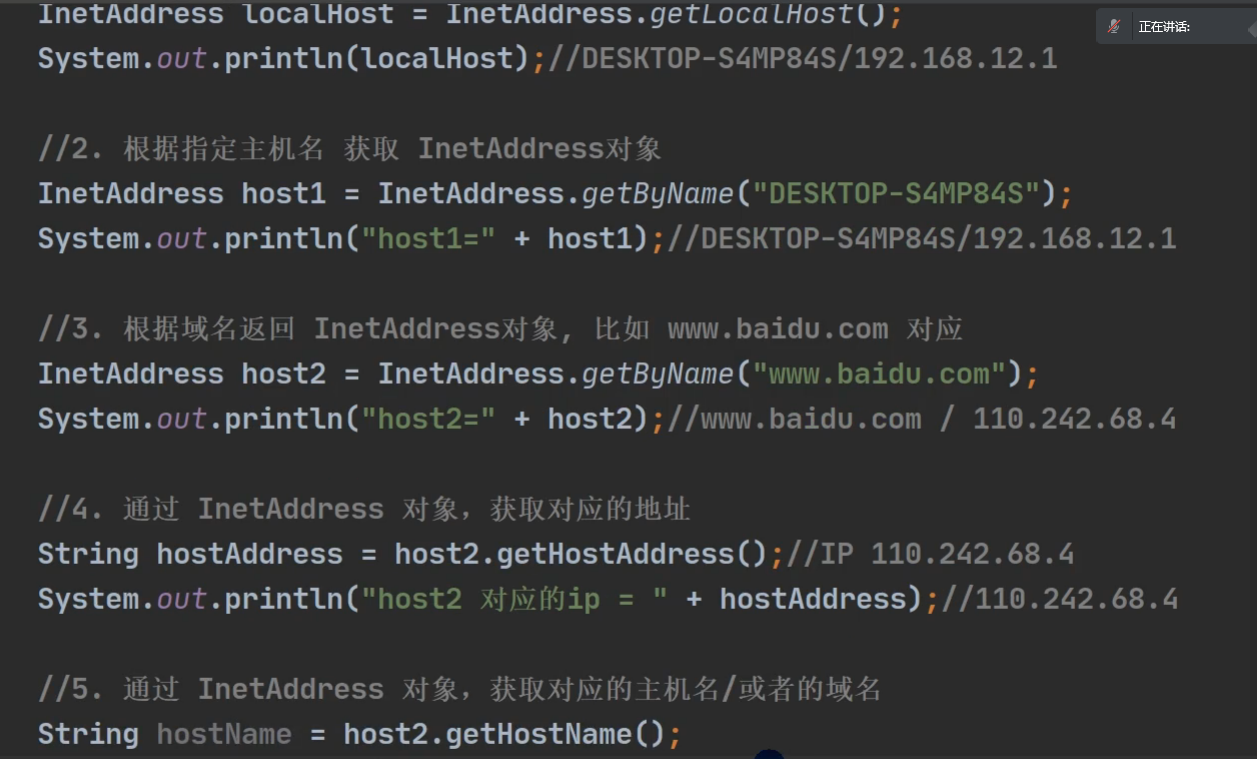 InetAddress localHost = InetAddress.getLocalHost();
正在讲话:
System.out.println(localHost);//DESKTOP-S4MP84S/192.168.12.1
//2. 根据指定主机名 获取 InetAddress对象
InetAddress host1 = InetAddress.getByName("DESKTOP-S4MP84S");
System.out.println("host1=" + host1);//DESKTOP-S4MP84S/192.168.12.1
//3. 根据域名返回 InetAddress对象, 比如 www.baidu.com 对应
InetAddress host2 = InetAddress.getByName("www.baidu.com");
System.out.println("host2=" + host2);//www.baidu.com / 110.242.68.4
//4. 通过 InetAddress 对象，获取对应的地址
String hostAddress = host2.getHostAddress();//IP 110.242.68.4
System.out.println("host2 对应的ip = " + hostAddress);//110.242.68.4
//5. 通过 InetAddress 对象，获取对应的主机名/或者的域名
String hostName = host2.getHostName();